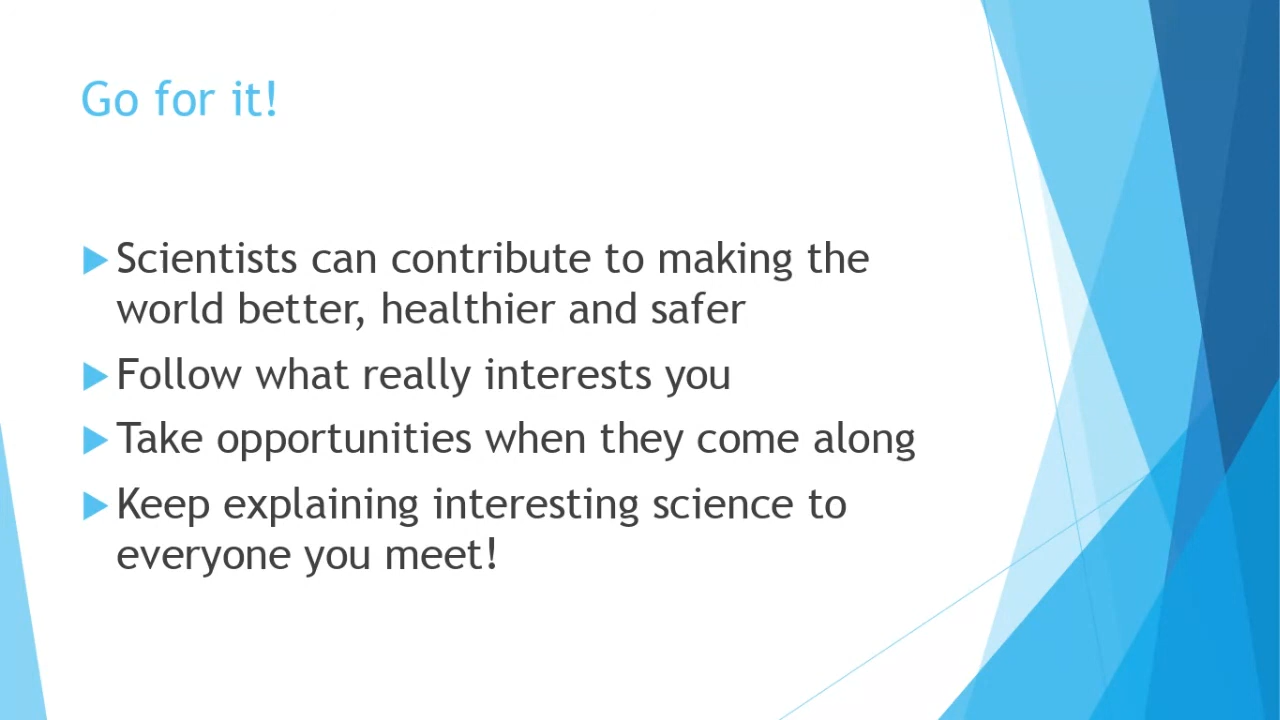 Go for it!
Scientists can contribute to making the
world better, healthier and safer
Follow what really interests you
Take opportunities when they come along
Keep explaining interesting science to
everyone you meet!